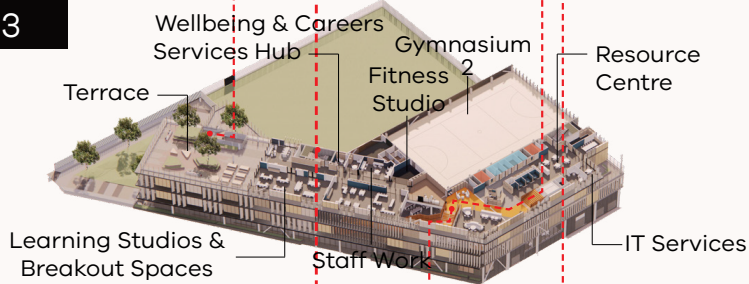 3
Wellbeing & Careers
Services Hub
Gymnasium
2
Fitness
Studio
Resource
Centre
Terrace
Learning Studios &
Breakout Spaces
Staff Work
IT Services